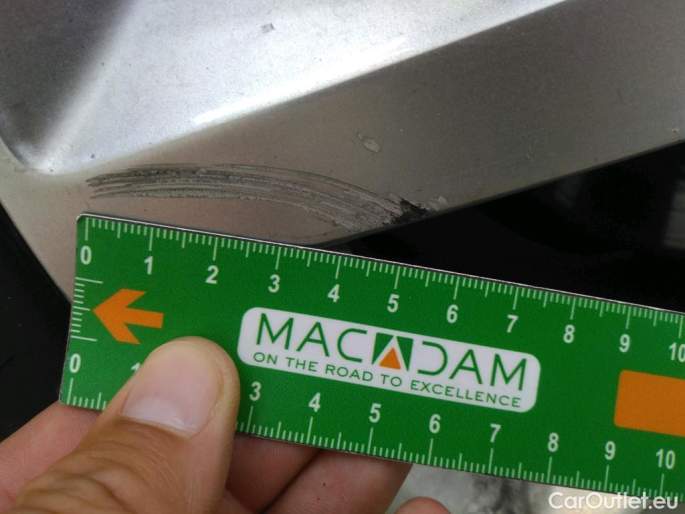 0 1 2 3 4 5 6 7 8 9 10
MACADAM
ON THE ROAD TO EXCELLENCE
0 1 3 4 5 6 7 8 9 10
CarOutlet.eu